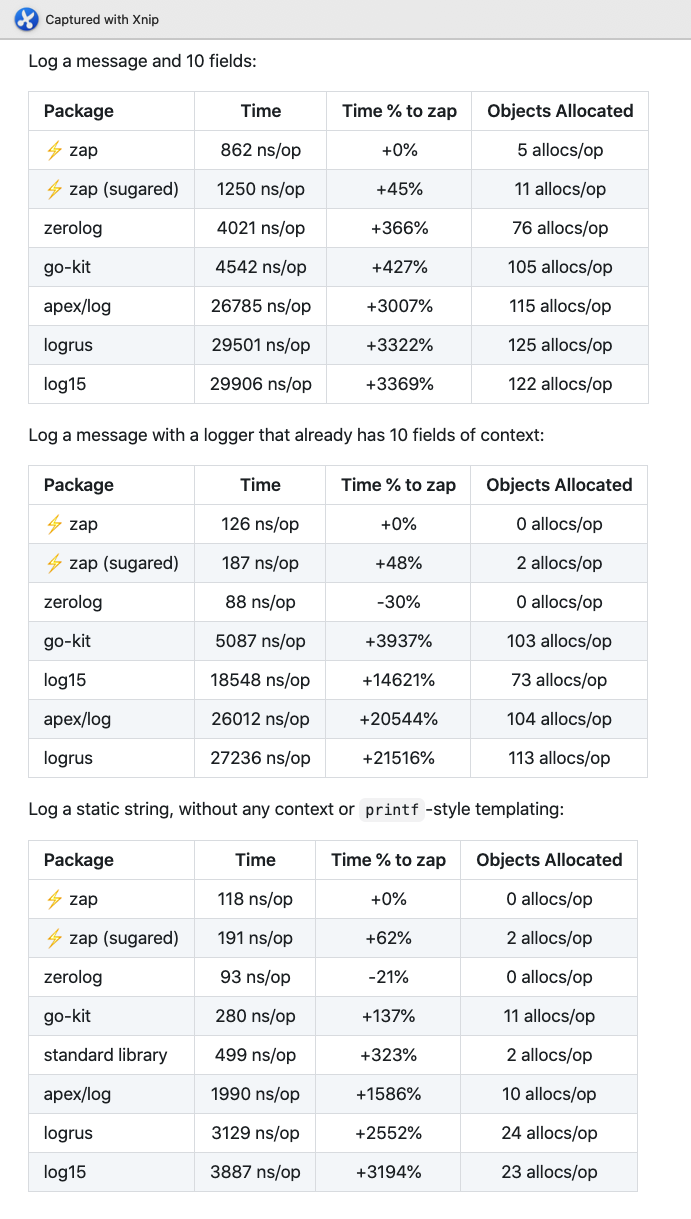 Captured with Xnip
Log a message and 10 fields:
Package Time Time % to zap Objects Allocated
⚡ zap 862 ns/op +0% 5 allocs/op
⚡ zap (sugared) 1250 ns/op +45% 11 allocs/op
zerolog 4021 ns/op +366% 76 allocs/op
go-kit 4542 ns/op +427% 105 allocs/op
apex/log 26785 ns/op +3007% 115 allocs/op
logrus 29501 ns/op +3322% 125 allocs/op
log15 29906 ns/op +3369% 122 allocs/op
Log a message with a logger that already has 10 fields of context:
Package Time Time % to zap Objects Allocated
⚡ zap 126 ns/op +0% 0 allocs/op
⚡ zap (sugared) 187 ns/op +48% 2 allocs/op
zerolog 88 ns/op -30% 0 allocs/op
go-kit 5087 ns/op +3937% 103 allocs/op
log15 18548 ns/op +14621% 73 allocs/op
apex/log 26012 ns/op +20544% 104 allocs/op
logrus 27236 ns/op +21516% 113 allocs/op
Log a static string, without any context or printf-style templating:
Package Time Time % to zap Objects Allocated
⚡ zap 118 ns/op +0% 0 allocs/op
⚡ zap (sugared) 191 ns/op +62% 2 allocs/op
zerolog 93 ns/op -21% 0 allocs/op
go-kit 280 ns/op +137% 11 allocs/op
standard library 499 ns/op +323% 2 allocs/op
apex/log 1990 ns/op +1586% 10 allocs/op
logrus 3129 ns/op +2552% 24 allocs/op
log15 3887 ns/op +3194% 23 allocs/op